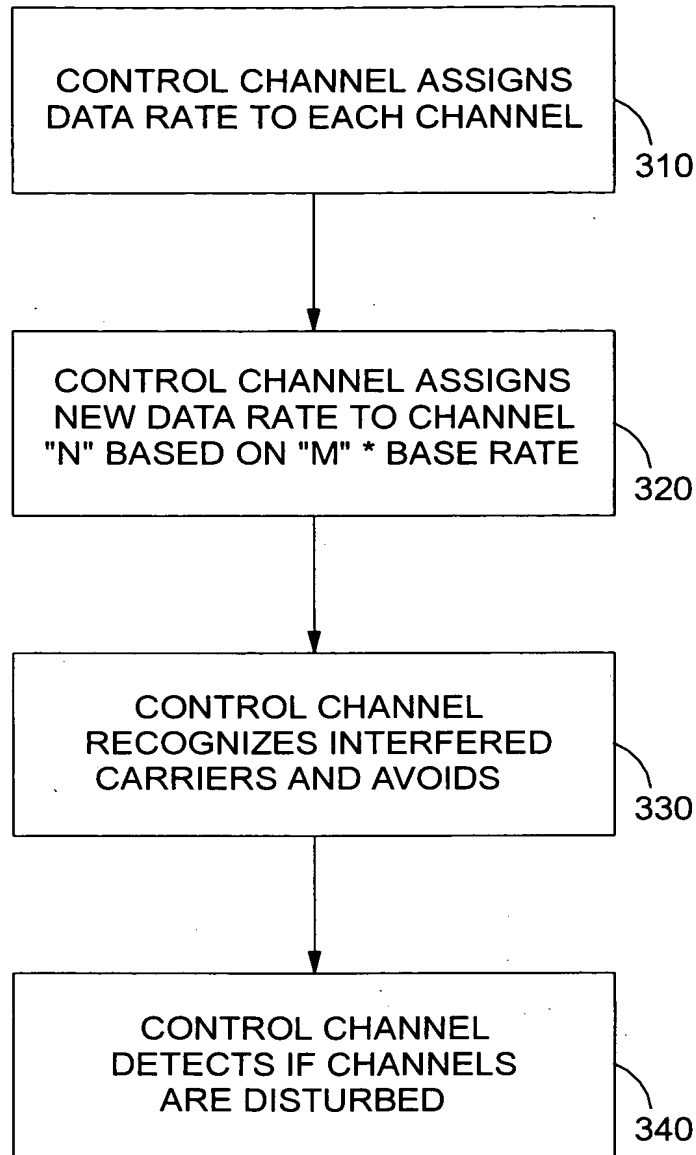 CONTROL CHANNEL ASSIGNS
DATA RATE TO EACH CHANNEL
310
CONTROL CHANNEL ASSIGNS
NEW DATA RATE TO CHANNEL
"N" BASED ON "M" * BASE RATE
320
CONTROL CHANNEL
RECOGNIZES INTERFERED
CARRIERS AND AVOIDS
330
CONTROL CHANNEL
DETECTS IF CHANNELS
ARE DISTURBED
340